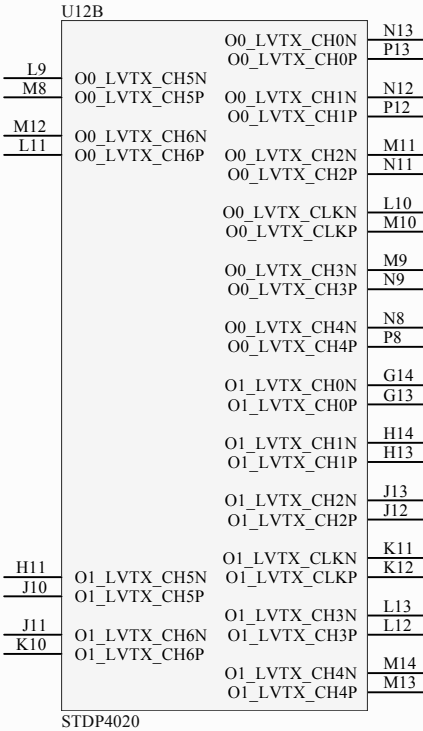 U12B
O0_LVTX_CH0N N13
O0_LVTX_CH0P P13
L9 O0_LVTX_CH5N
M8 O0_LVTX_CH5P
O0_LVTX_CH1N N12
O0_LVTX_CH1P P12
M12 O0_LVTX_CH6N
L11 O0_LVTX_CH6P
O0_LVTX_CH2N M11
O0_LVTX_CH2P N11
O0_LVTX_CLKN L10
O0_LVTX_CLKP M10
O0_LVTX_CH3N M9
O0_LVTX_CH3P N9
O0_LVTX_CH4N N8
O0_LVTX_CH4P P8
O1_LVTX_CH0N G14
O1_LVTX_CH0P G13
O1_LVTX_CH1N H14
O1_LVTX_CH1P H13
O1_LVTX_CH2N J13
O1_LVTX_CH2P J12
O1_LVTX_CLKN K11
H11 O1_LVTX_CH5N O1_LVTX_CLKP K12
J10 O1_LVTX_CH5P
O1_LVTX_CH3N L13
J11 O1_LVTX_CH6N O1_LVTX_CH3P L12
K10 O1_LVTX_CH6P
O1_LVTX_CH4N M14
O1_LVTX_CH4P M13
STDP4020